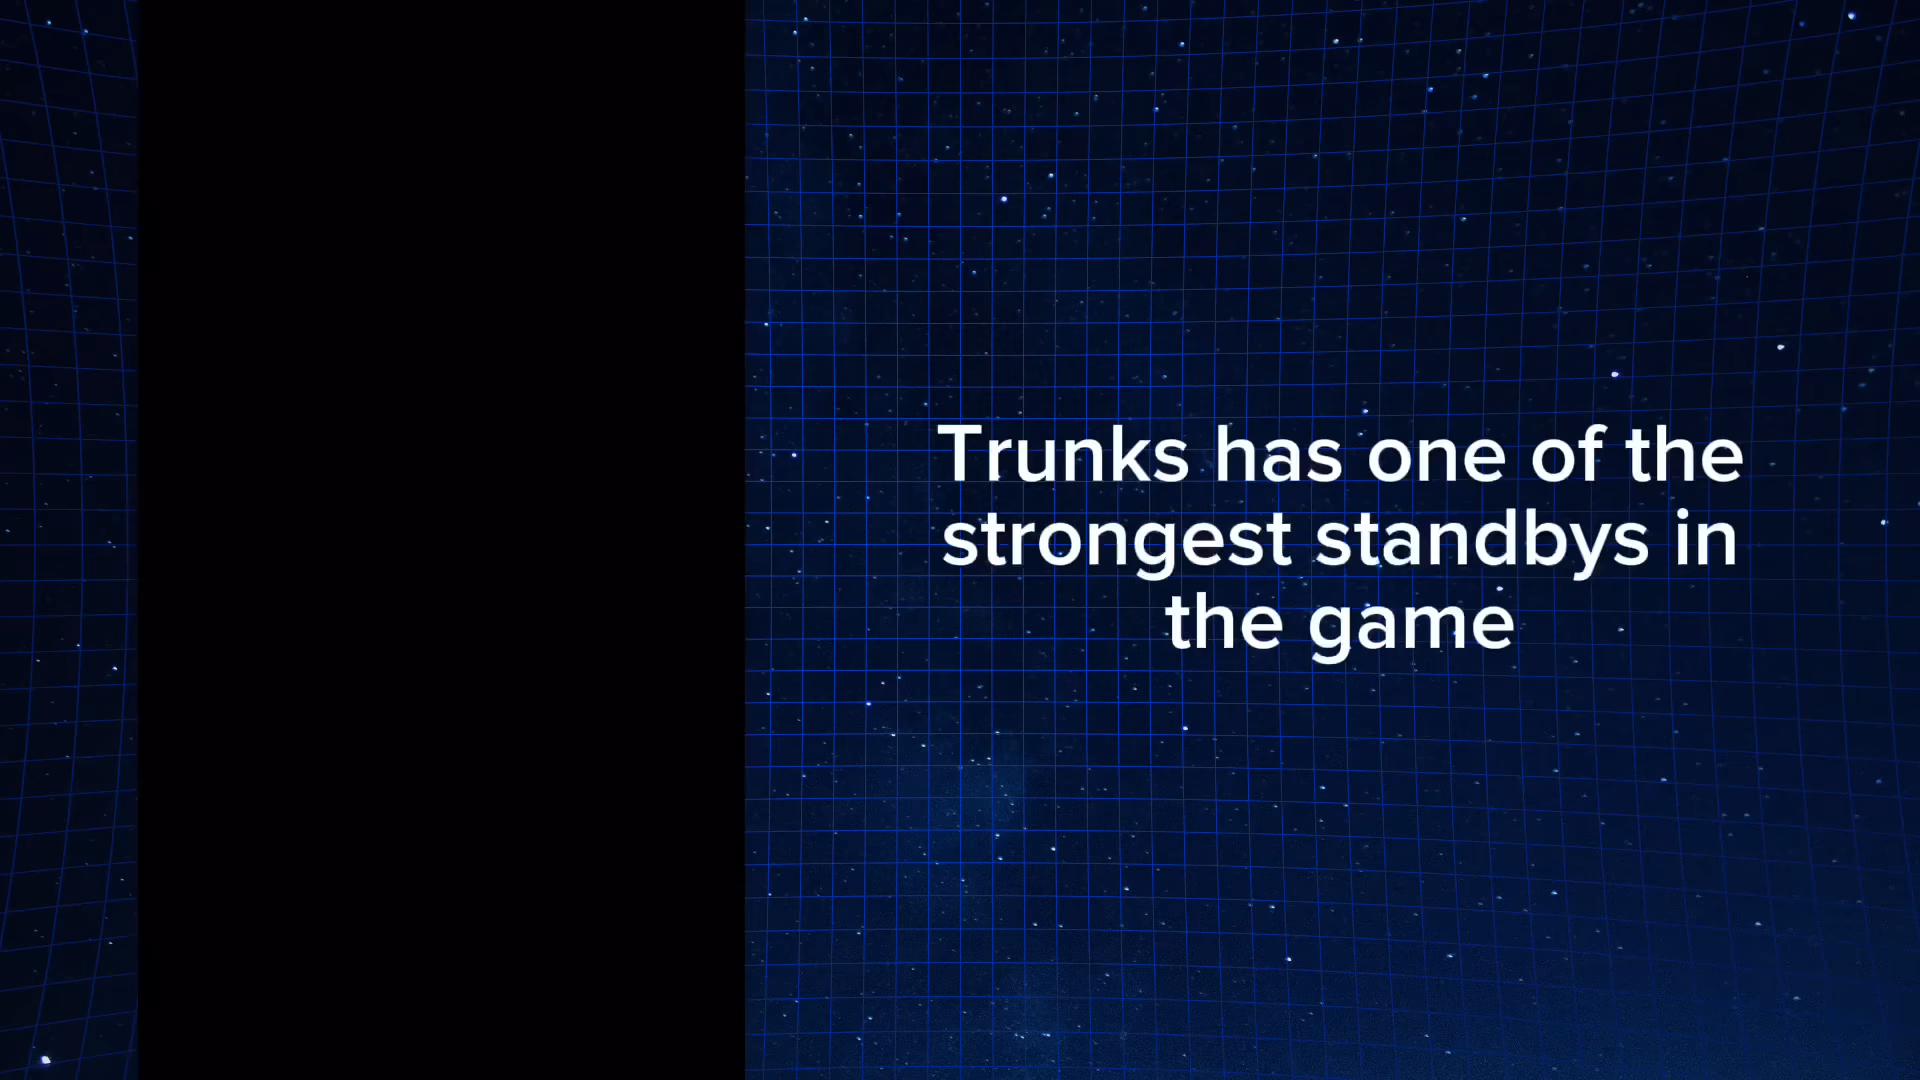 Trunks has one of the
strongest standbys in
the game